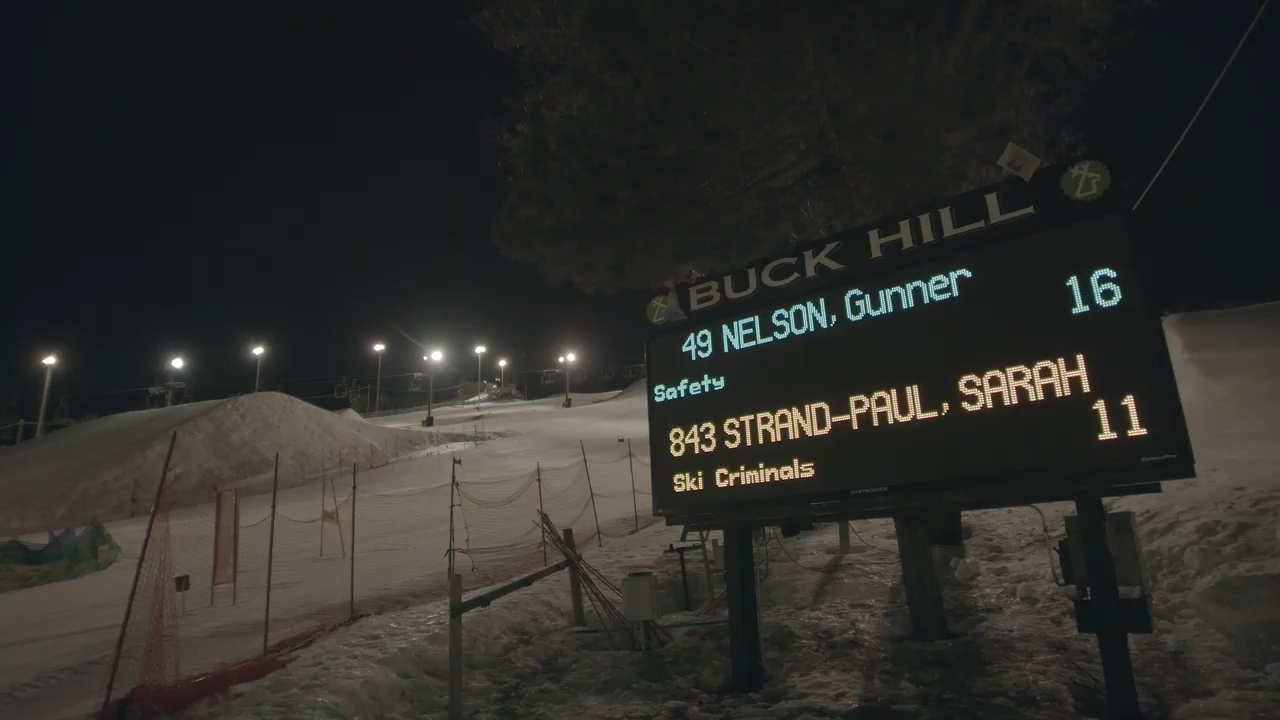 BUCK HILL
49 NELSON, Gunner 16
Safety
843 STRAND-PAUL, SARAH 11
Ski Criminals